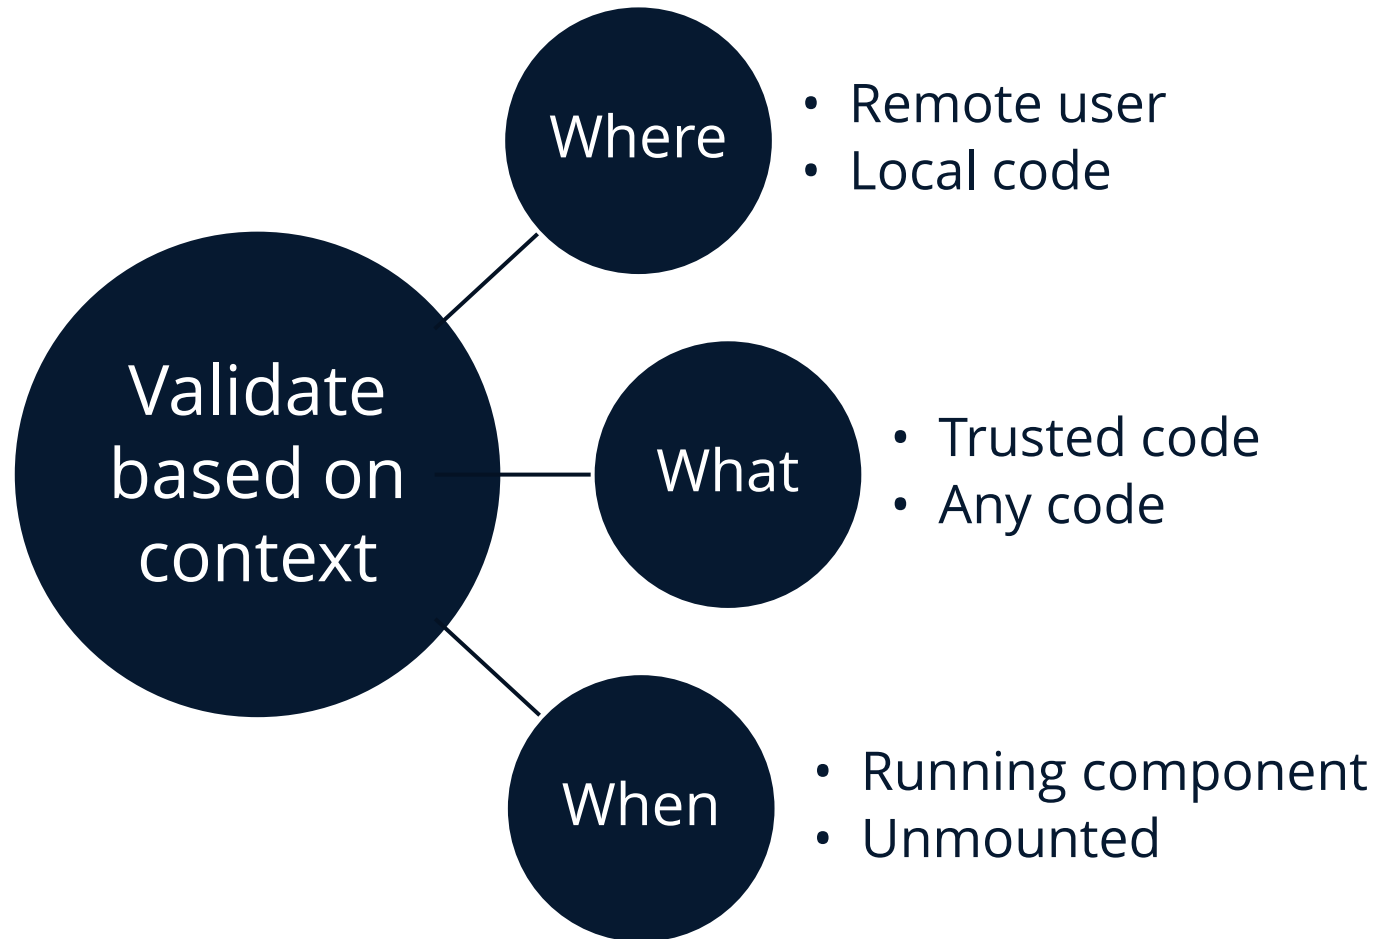 Where
• Remote user
• Local code
Validate
based on
context
What
• Trusted code
• Any code
When
• Running component
• Unmounted